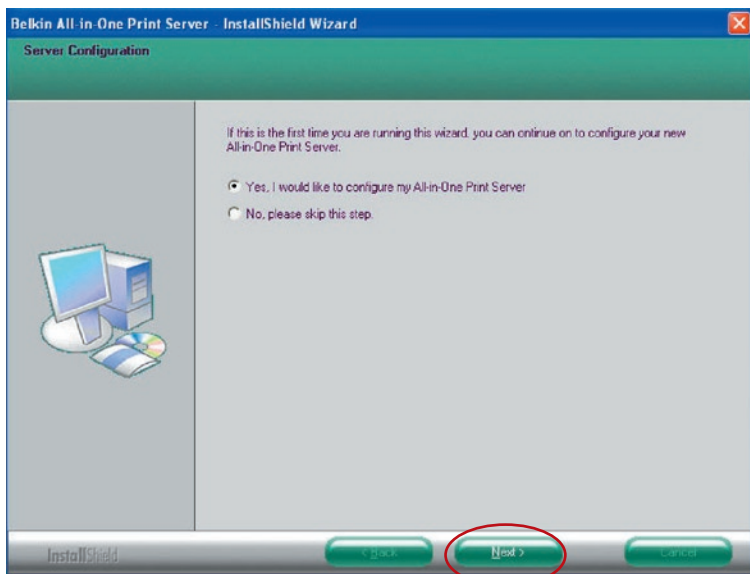 Belkin All-in-One Print Server - InstallShield Wizard
Server Configuration
If this is the first time you are running this wizard, you can ontinue on to configure your new
All-in-One Print Server.
Yes, I would like to configure my All-in-One Print Server
No, please skip this step.
InstallShield
< Back
Next >
Cancel